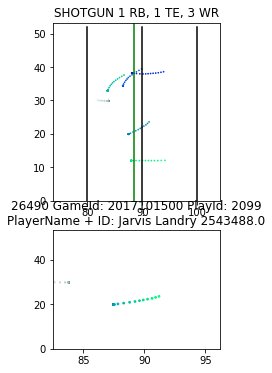 SHOTGUN 1 RB, 1 TE, 3 WR
50
40
30
20
10
0
80 90 100
26490 GameId: 2017101500 PlayId: 2099
PlayerName + ID: Jarvis Landry 2543488.0
40
20
0
85 90 95